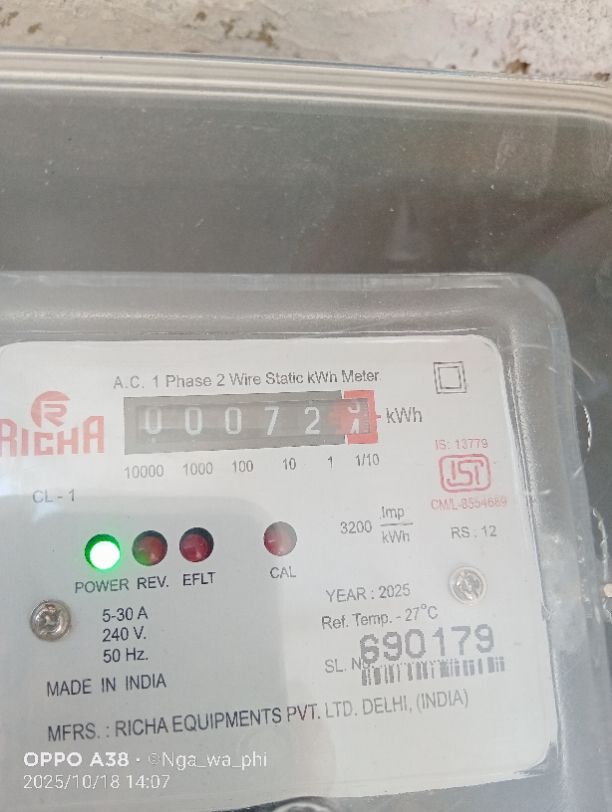 A.C. 1 Phase 2 Wire Static kWh Meter
RICHA
0 0 0 7 2 kWh
10000 1000 100 10 1 1/10
IS: 13779
ISI
CM/L-8554689
CL - 1
3200 Imp/kWh
RS : 12
POWER REV. EFLT CAL
5-30 A
240 V.
50 Hz.
YEAR : 2025
Ref. Temp. - 27°C
SL. No. 690179
MADE IN INDIA
MFRS. : RICHA EQUIPMENTS PVT. LTD. DELHI, (INDIA)
OPPO A38 · ©Nga_wa_phi
2025/10/18 14:07